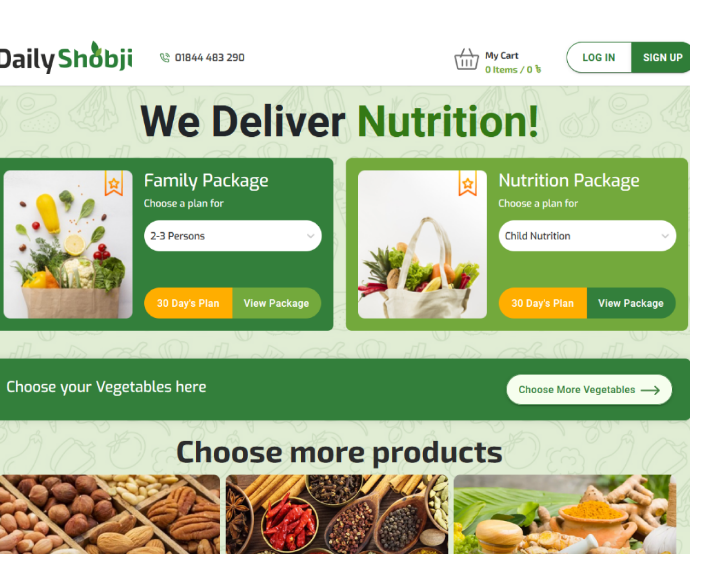 Daily Shobji
01844 483 290
My Cart
0 Items / 0 ৳
LOG IN
SIGN UP
We Deliver Nutrition!
Family Package
Choose a plan for
2-3 Persons
30 Day's Plan
View Package
Nutrition Package
Choose a plan for
Child Nutrition
30 Day's Plan
View Package
Choose your Vegetables here
Choose More Vegetables
Choose more products